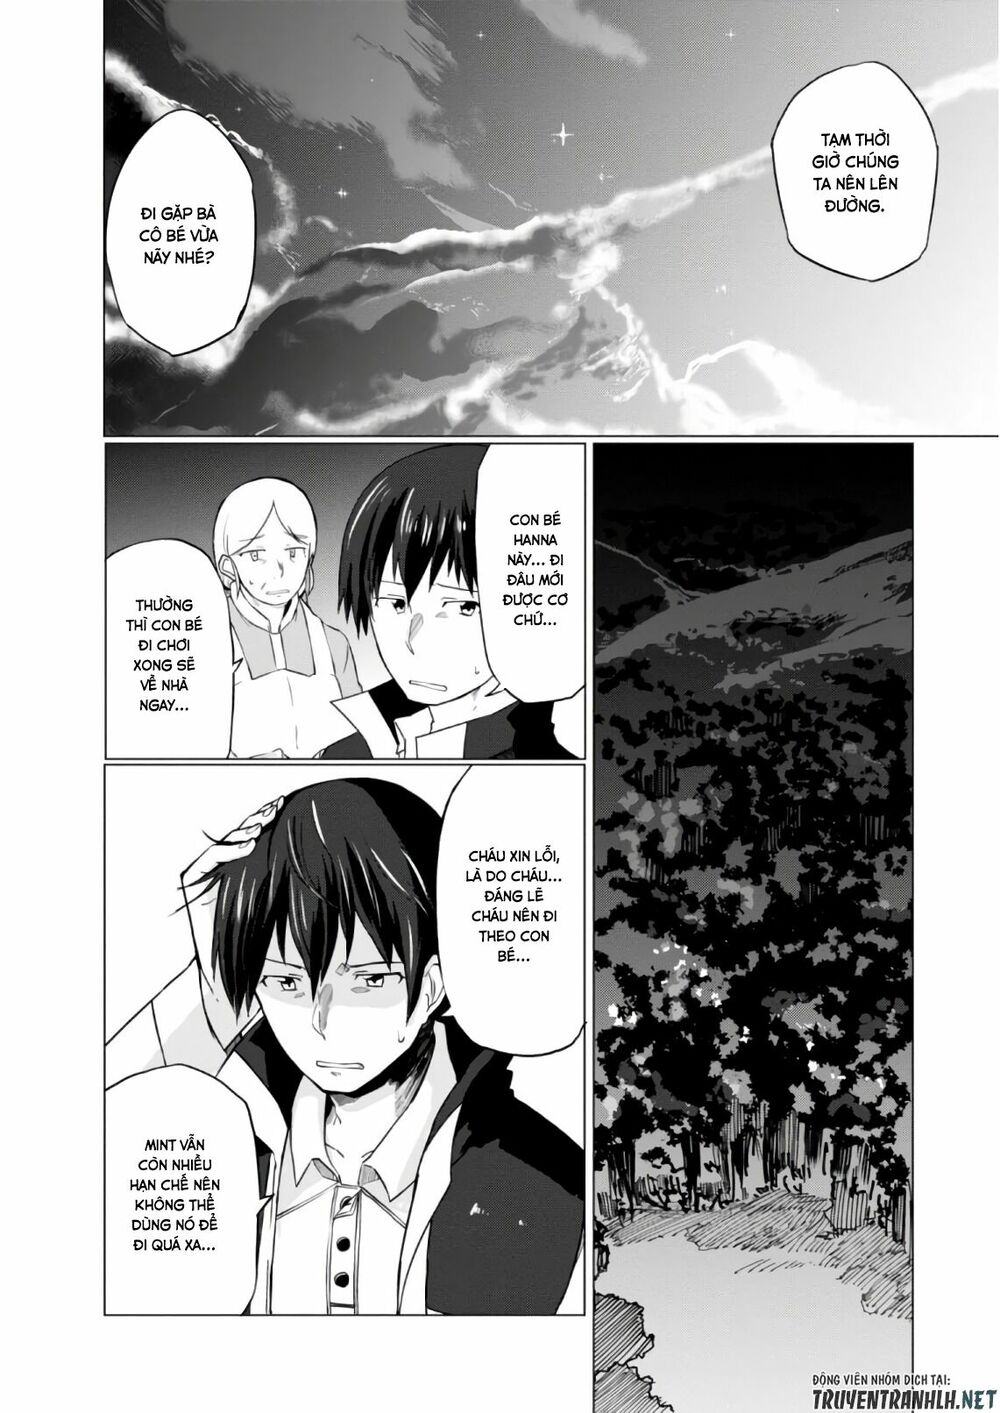 TẠM THỜI
GIỜ CHÚNG
TA NÊN LÊN
ĐƯỜNG.
ĐI GẶP BÀ
CÔ BÉ VỪA
NÃY NHÉ?
CON BÉ
HANNA
NÀY... ĐI
ĐÂU MỚI
ĐƯỢC CƠ
CHỨ...
THƯỜNG
THÌ CON BÉ
ĐI CHƠI
XONG SẼ
VỀ NHÀ
NGAY...
CHÁU XIN LỖI,
LÀ DO CHÁU...
ĐÁNG LẼ
CHÁU NÊN ĐI
THEO CON
BÉ...
MINT VẪN
CÒN NHIỀU
HẠN CHẾ NÊN
KHÔNG THỂ
DÙNG NÓ ĐỂ
ĐI QUÁ XA...
ĐỘNG VIÊN NHÓM DỊCH TẠI:
TRUYENTRANHLH.NET